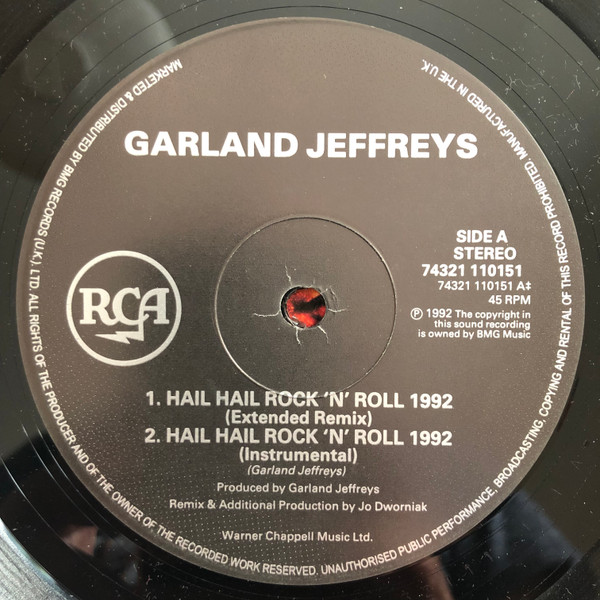 MARKETED & DISTRIBUTED BY BMG RECORDS (U.K.) LTD. ALL RIGHTS OF THE PRODUCER AND OF THE OWNER OF THE RECORDED WORK RESERVED. UNAUTHORISED PUBLIC PERFORMANCE, BROADCASTING, COPYING AND RENTAL OF THIS RECORD PROHIBITED. MANUFACTURED IN THE U.K.
GARLAND JEFFREYS
RCA
SIDE A
STEREO
74321 110151
74321 110151 A‡
45 RPM
℗ 1992 The copyright in
this sound recording
is owned by BMG Music
1. HAIL HAIL ROCK ‘N’ ROLL 1992
(Extended Remix)
2. HAIL HAIL ROCK ‘N’ ROLL 1992
(Instrumental)
(Garland Jeffreys)
Produced by Garland Jeffreys
Remix & Additional Production by Jo Dworniak
Warner Chappell Music Ltd.